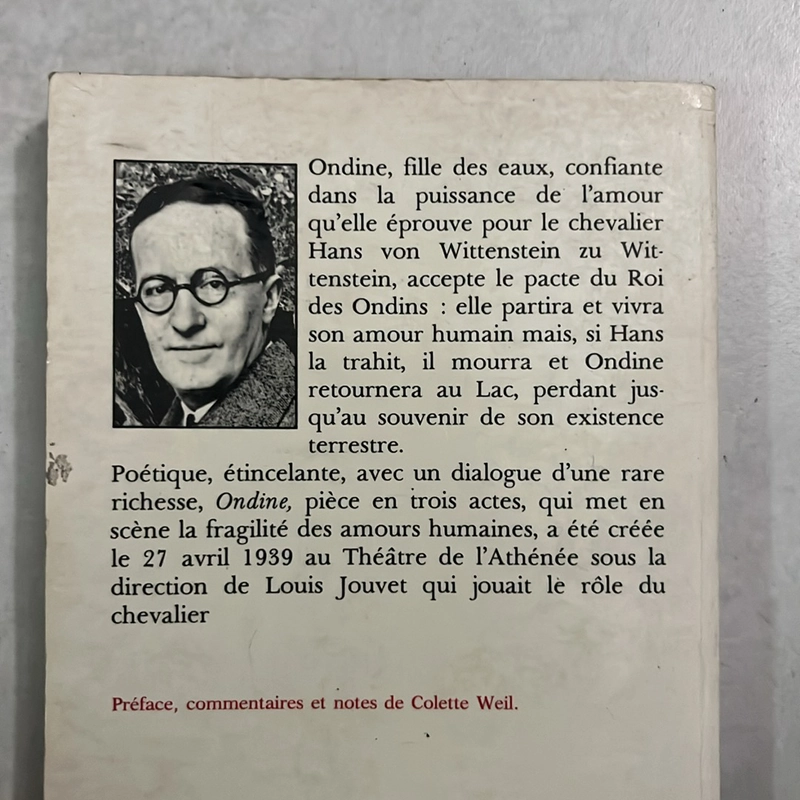 Ondine, fille des eaux, confiante
dans la puissance de l'amour
qu'elle éprouve pour le chevalier
Hans von Wittenstein zu Wit-
tenstein, accepte le pacte du Roi
des Ondins : elle partira et vivra
son amour humain mais, si Hans
la trahit, il mourra et Ondine
retournera au Lac, perdant jus-
qu'au souvenir de son existence
terrestre.
Poétique, étincelante, avec un dialogue d'une rare
richesse, Ondine, pièce en trois actes, qui met en
scène la fragilité des amours humaines, a été créée
le 27 avril 1939 au Théâtre de l'Athénée sous la
direction de Louis Jouvet qui jouait le rôle du
chevalier
Préface, commentaires et notes de Colette Weil.